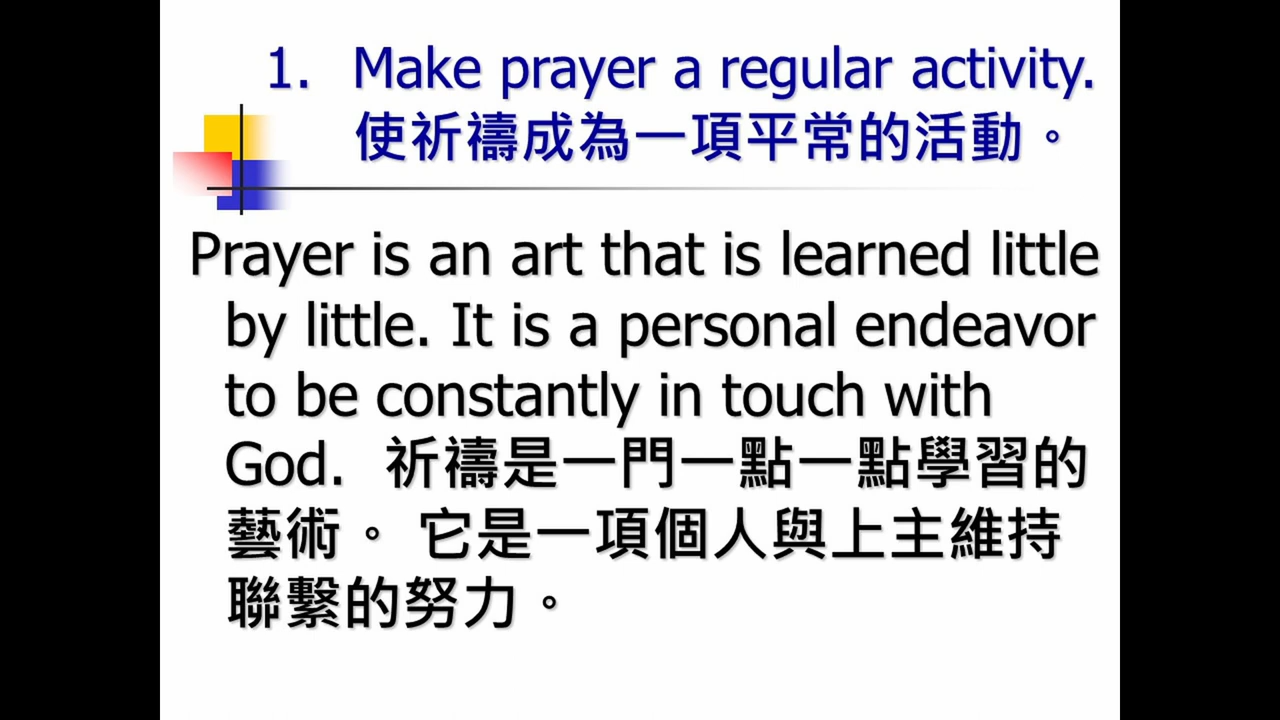 1. Make prayer a regular activity.
使祈禱成為一項平常的活動。
Prayer is an art that is learned little
by little. It is a personal endeavor
to be constantly in touch with
God. 祈禱是一門一點一點學習的
藝術。 它是一項個人與上主維持
聯繫的努力。